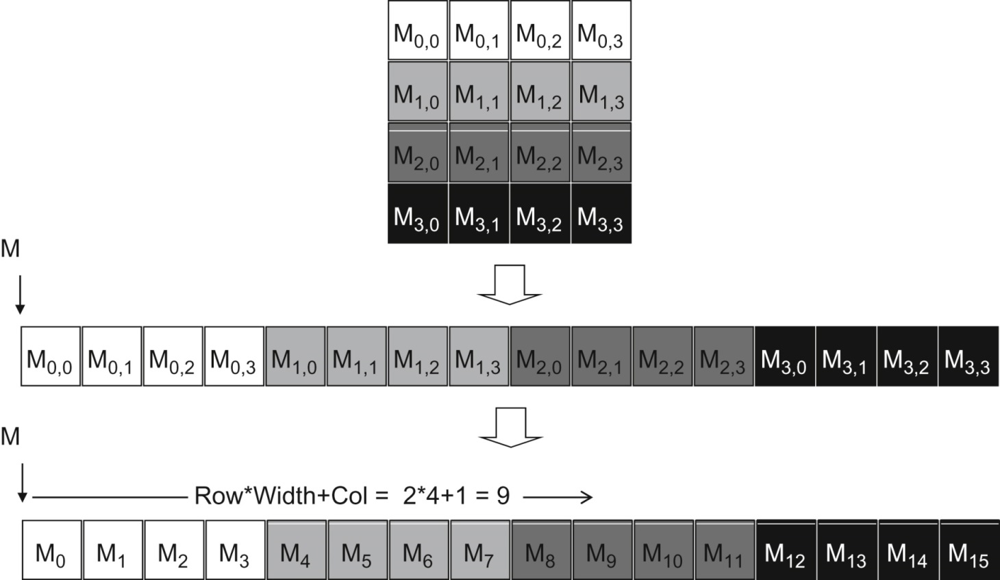 M0,0 M0,1 M0,2 M0,3
M1,0 M1,1 M1,2 M1,3
M2,0 M2,1 M2,2 M2,3
M3,0 M3,1 M3,2 M3,3
M
M0,0 M0,1 M0,2 M0,3 M1,0 M1,1 M1,2 M1,3 M2,0 M2,1 M2,2 M2,3 M3,0 M3,1 M3,2 M3,3
M
Row*Width+Col = 2*4+1 = 9
M0 M1 M2 M3 M4 M5 M6 M7 M8 M9 M10 M11 M12 M13 M14 M15